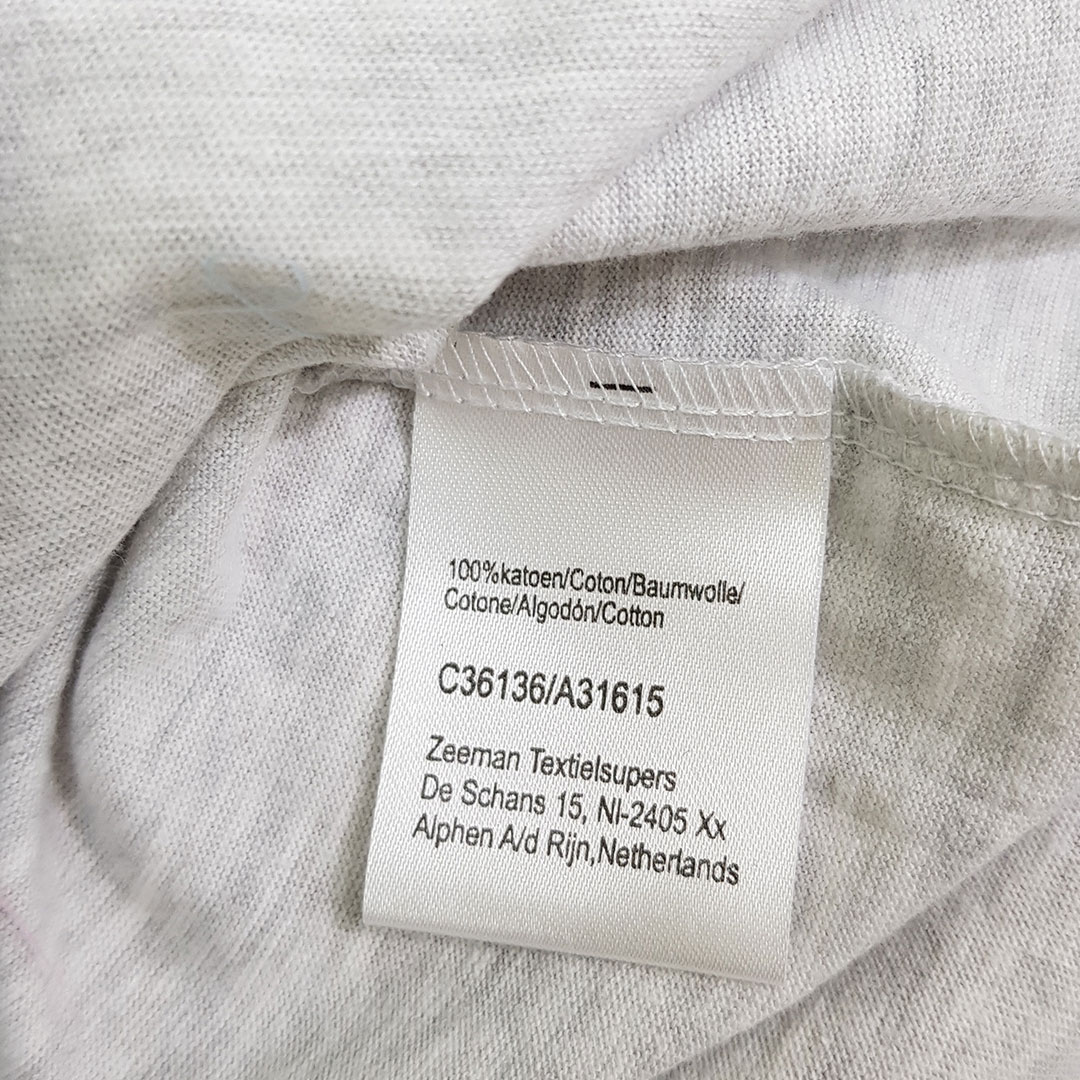 100%katoen/Coton/Baumwolle/
Cotone/Algodón/Cotton
C36136/A31615
Zeeman Textielsupers
De Schans 15, Nl-2405 Xx
Alphen A/d Rijn,Netherlands